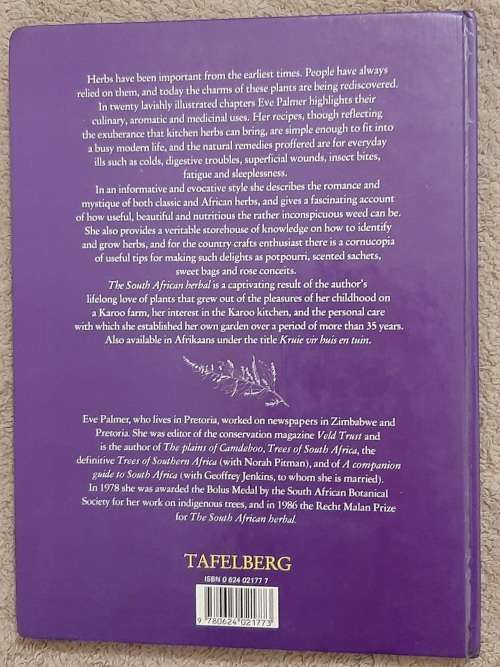 Herbs have been important from the earliest times. People have always
relied on them, and today the charms of these plants are being rediscovered.
In twenty lavishly illustrated chapters Eve Palmer highlights their
culinary, aromatic and medicinal uses. Her recipes, though reflecting
the exuberance that kitchen herbs can bring, are simple enough to fit into
a busy modern life, and the natural remedies proffered are for everyday
ills such as colds, digestive troubles, superficial wounds, insect bites,
fatigue and sleeplessness.
In an informative and evocative style she describes the romance and
mystique of both classic and African herbs, and gives a fascinating account
of how useful, beautiful and nutritious the rather inconspicuous weed can be.
She also provides a veritable storehouse of knowledge on how to identify
and grow herbs, and for the country crafts enthusiast there is a cornucopia
of useful tips for making such delights as potpourri, scented sachets,
sweet bags and rose conceits.
The South African herbal is a captivating result of the author's
lifelong love of plants that grew out of the pleasures of her childhood on
a Karoo farm, her interest in the Karoo kitchen, and the personal care
with which she established her own garden over a period of more than 35 years.
Also available in Afrikaans under the title Kruie vir huis en tuin.
Eve Palmer, who lives in Pretoria, worked on newspapers in Zimbabwe and
Pretoria. She was editor of the conservation magazine Veld Trust and
is the author of The plains of Camdeboo, Trees of South Africa, the
definitive Trees of Southern Africa (with Norah Pitman), and of A companion
guide to South Africa (with Geoffrey Jenkins, to whom she is married).
In 1978 she was awarded the Bolus Medal by the South African Botanical
Society for her work on indigenous trees, and in 1986 the Recht Malan Prize
for The South African herbal.
TAFELBERG
ISBN 0 624 02177 7
9 780624 021773